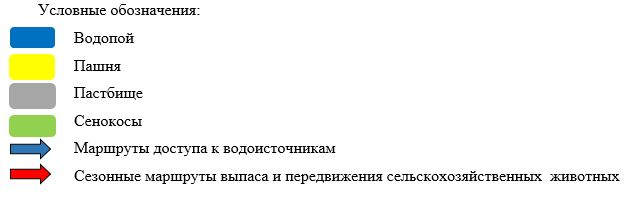 Условные обозначения:
Водопой
Пашня
Пастбище
Сенокосы
Маршруты доступа к водоисточникам
Сезонные маршруты выпаса и передвижения сельскохозяйственных животных